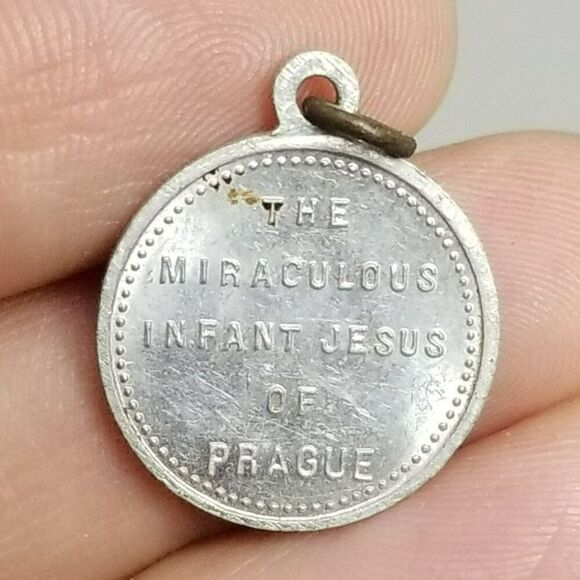 THE
MIRACULOUS
INFANT JESUS
OF
PRAGUE